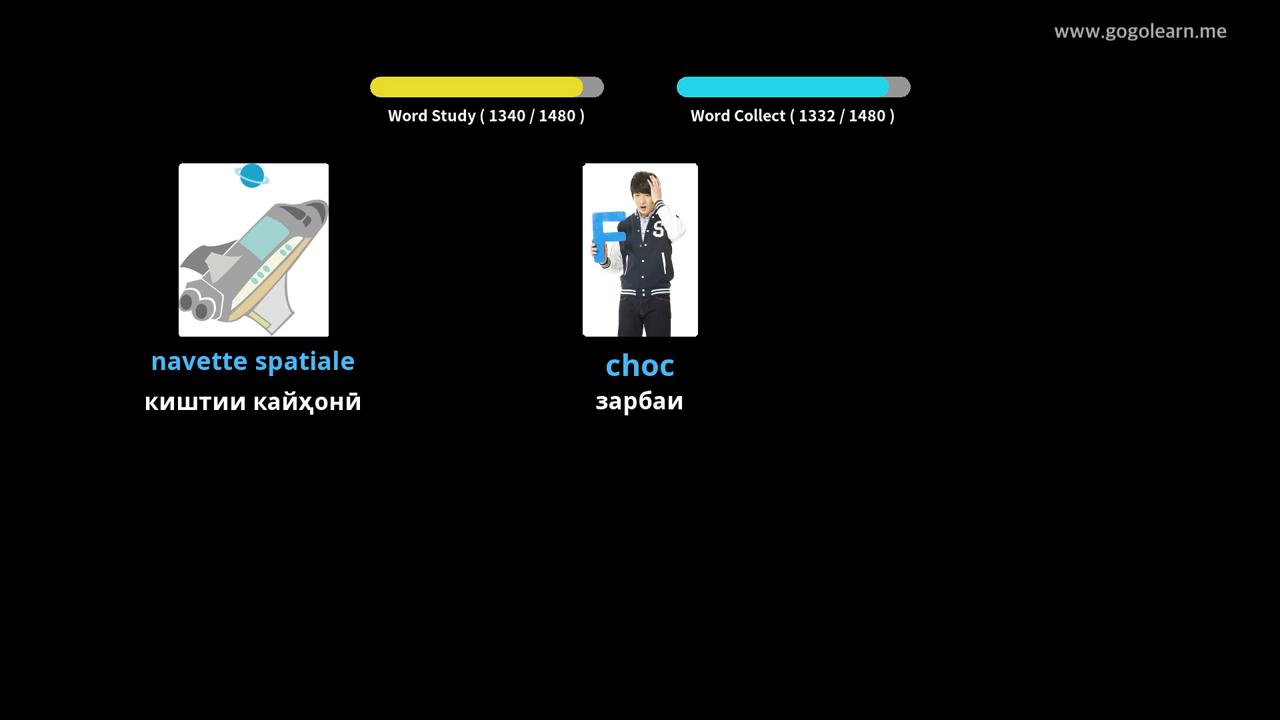 www.gogolearn.me
Word Study ( 1340 / 1480 )
Word Collect ( 1332 / 1480 )
F
S
navette spatiale
choc
киштии кайҳонӣ
зарбаи